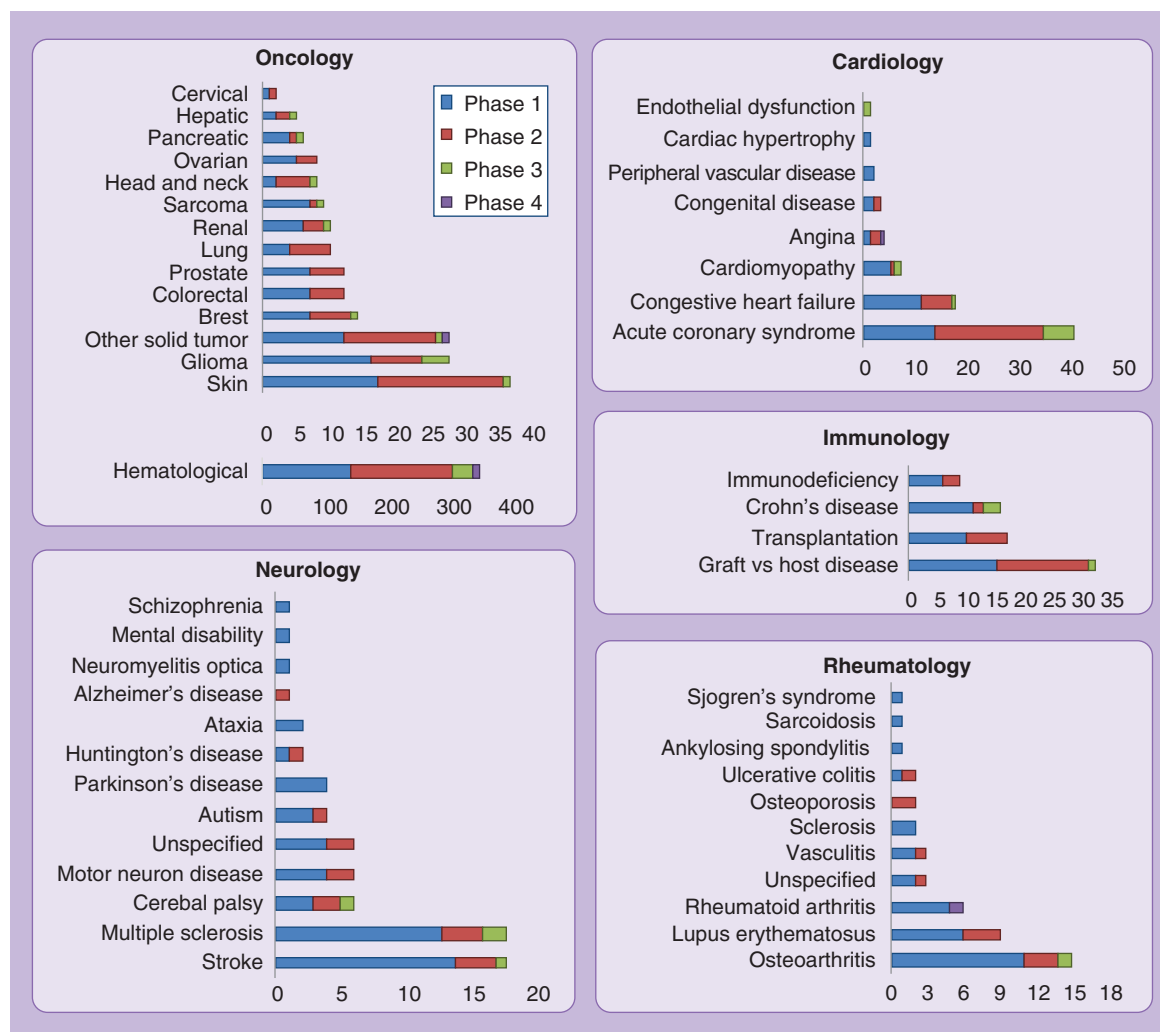 Oncology
Cervical
Hepatic
Pancreatic
Ovarian
Head and neck
Sarcoma
Renal
Lung
Prostate
Colorectal
Brest
Other solid tumor
Glioma
Skin
0 5 10 15 20 25 30 35 40
Hematological
0 100 200 300 400
Phase 1
Phase 2
Phase 3
Phase 4
Cardiology
Endothelial dysfunction
Cardiac hypertrophy
Peripheral vascular disease
Congenital disease
Angina
Cardiomyopathy
Congestive heart failure
Acute coronary syndrome
0 10 20 30 40 50
Immunology
Immunodeficiency
Crohn's disease
Transplantation
Graft vs host disease
0 5 10 15 20 25 30 35
Neurology
Schizophrenia
Mental disability
Neuromyelitis optica
Alzheimer's disease
Ataxia
Huntington's disease
Parkinson's disease
Autism
Unspecified
Motor neuron disease
Cerebal palsy
Multiple sclerosis
Stroke
0 5 10 15 20
Rheumatology
Sjogren's syndrome
Sarcoidosis
Ankylosing spondylitis
Ulcerative colitis
Osteoporosis
Sclerosis
Vasculitis
Unspecified
Rheumatoid arthritis
Lupus erythematosus
Osteoarthritis
0 3 6 9 12 15 18